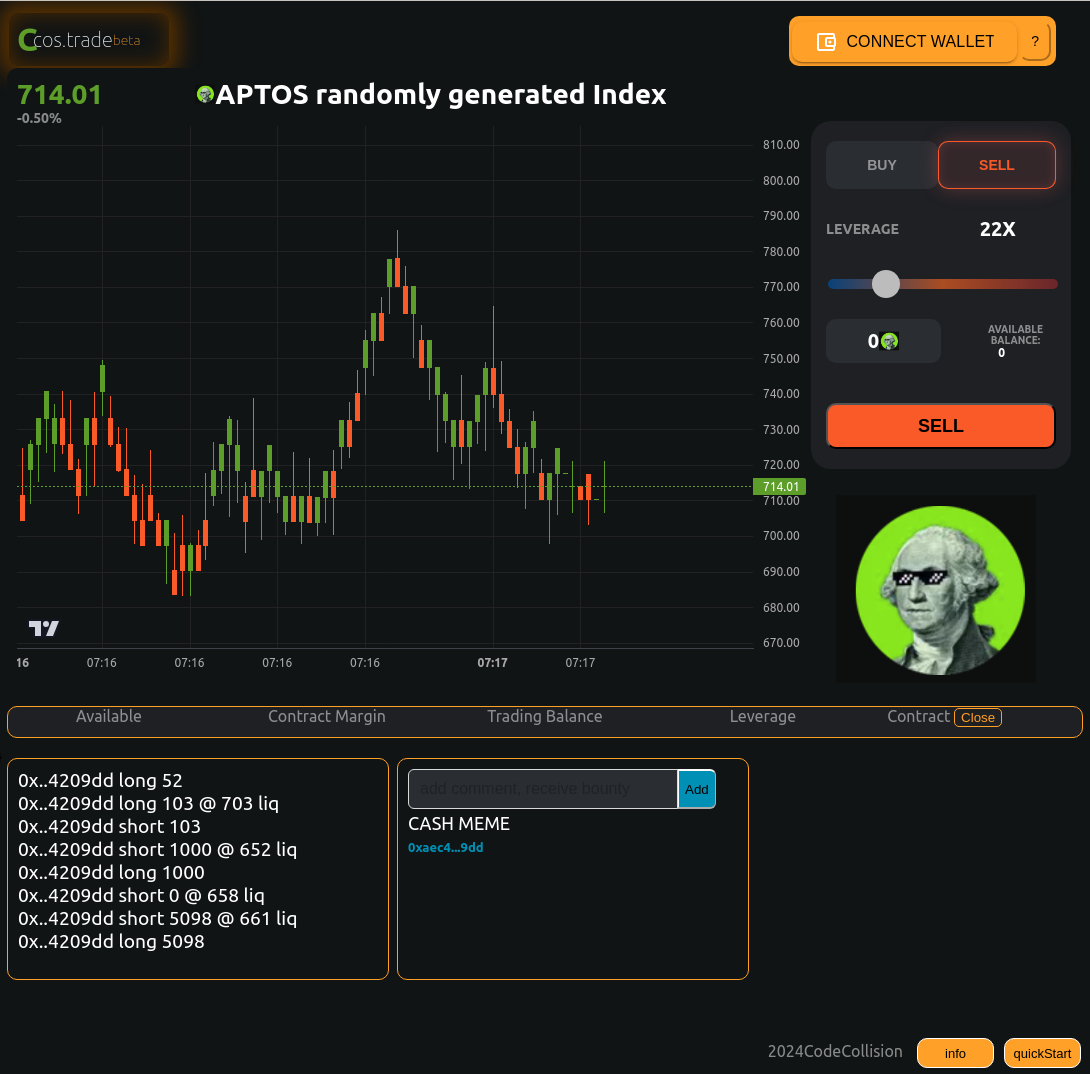 Ccos.tradebeta
CONNECT WALLET
?
714.01
-0.50%
APTOS randomly generated Index
810.00
800.00
790.00
780.00
770.00
760.00
750.00
740.00
730.00
720.00
714.01
710.00
700.00
690.00
680.00
670.00
16
07:16
07:16
07:16
07:16
07:17
07:17
BUY
SELL
LEVERAGE
22X
0
AVAILABLE
BALANCE:
0
SELL
Available
Contract Margin
Trading Balance
Leverage
Contract
Close
0x..4209dd long 52
0x..4209dd long 103 @ 703 liq
0x..4209dd short 103
0x..4209dd short 1000 @ 652 liq
0x..4209dd long 1000
0x..4209dd short 0 @ 658 liq
0x..4209dd short 5098 @ 661 liq
0x..4209dd long 5098
add comment, receive bounty
Add
CASH MEME
0xaec4...9dd
2024CodeCollision
info
quickStart